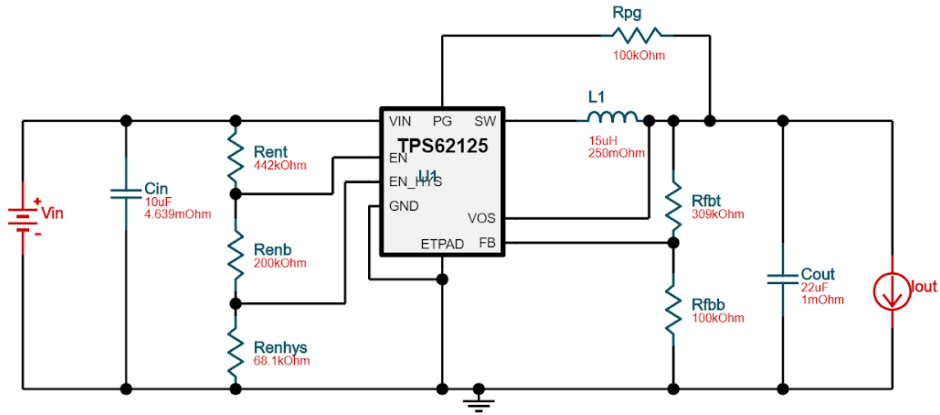 Rpg
100kOhm
L1
15uH
250mOhm
VIN PG SW
TPS62125
U1
EN
EN_HYS
GND
VOS
ETPAD FB
Rent
442kOhm
Cin
10uF
4.639mOhm
+
Vin
-
Renb
200kOhm
Renhys
68.1kOhm
Rfbt
309kOhm
Rfbb
100kOhm
Cout
22uF
1mOhm
Iout